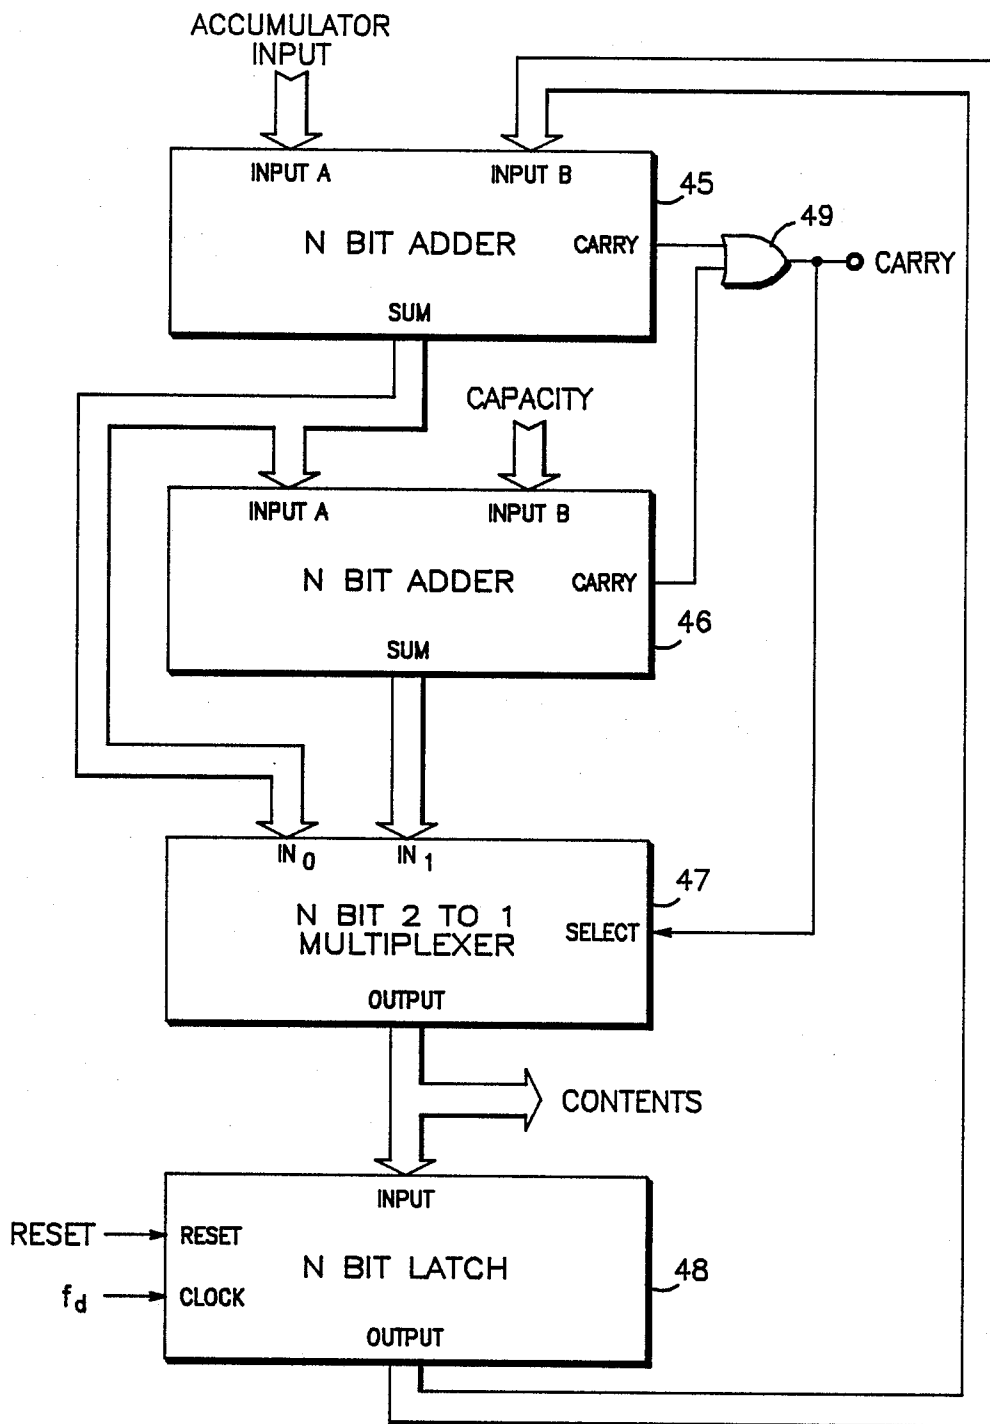 ACCUMULATOR
INPUT
INPUT A
INPUT B
45
49
N BIT ADDER
CARRY
CARRY
SUM
CAPACITY
INPUT A
INPUT B
N BIT ADDER
CARRY
46
SUM
IN0
IN1
47
N BIT 2 TO 1
MULTIPLEXER
SELECT
OUTPUT
CONTENTS
INPUT
RESET
RESET
N BIT LATCH
48
fd
CLOCK
OUTPUT